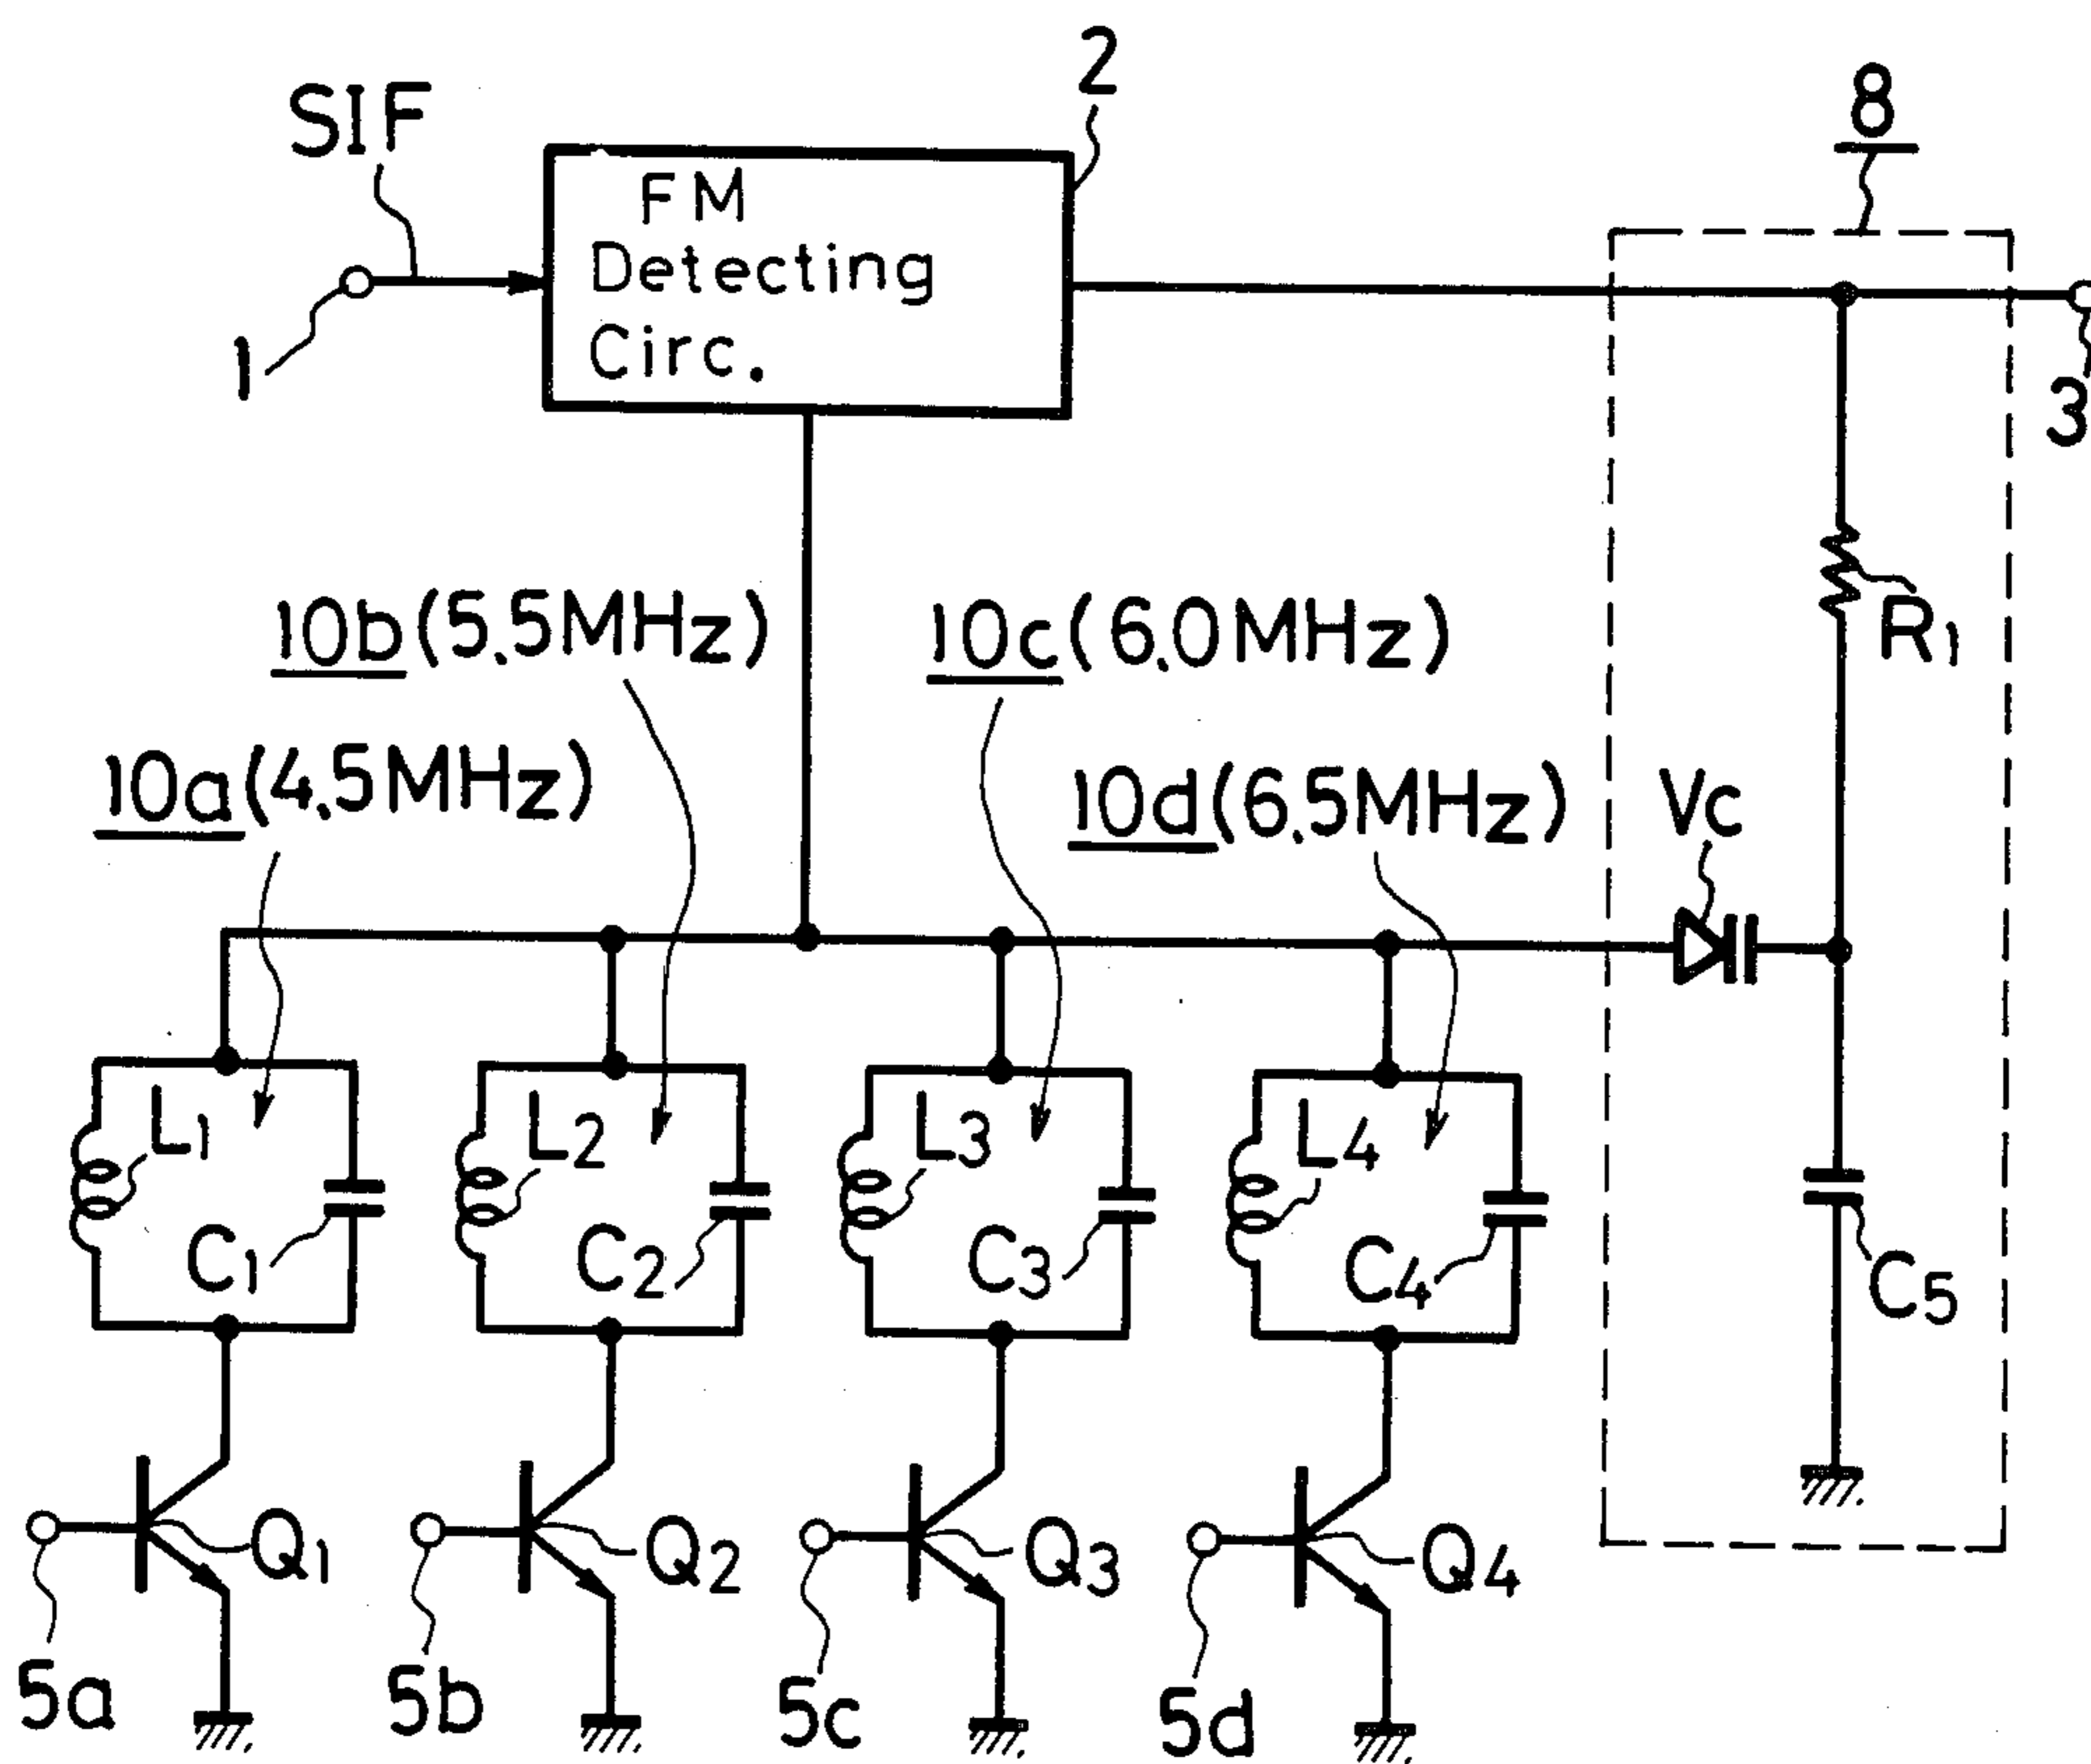 2
SIF
8
FM
Detecting
Circ.
1
3
10b(5.5MHz)
10c(6.0MHz)
R1
10a(4.5MHz)
10d(6.5MHz)
Vc
L1
L2
L3
L4
C1
C2
C3
C4
C5
Q1
Q2
Q3
Q4
5a
5b
5c
5d